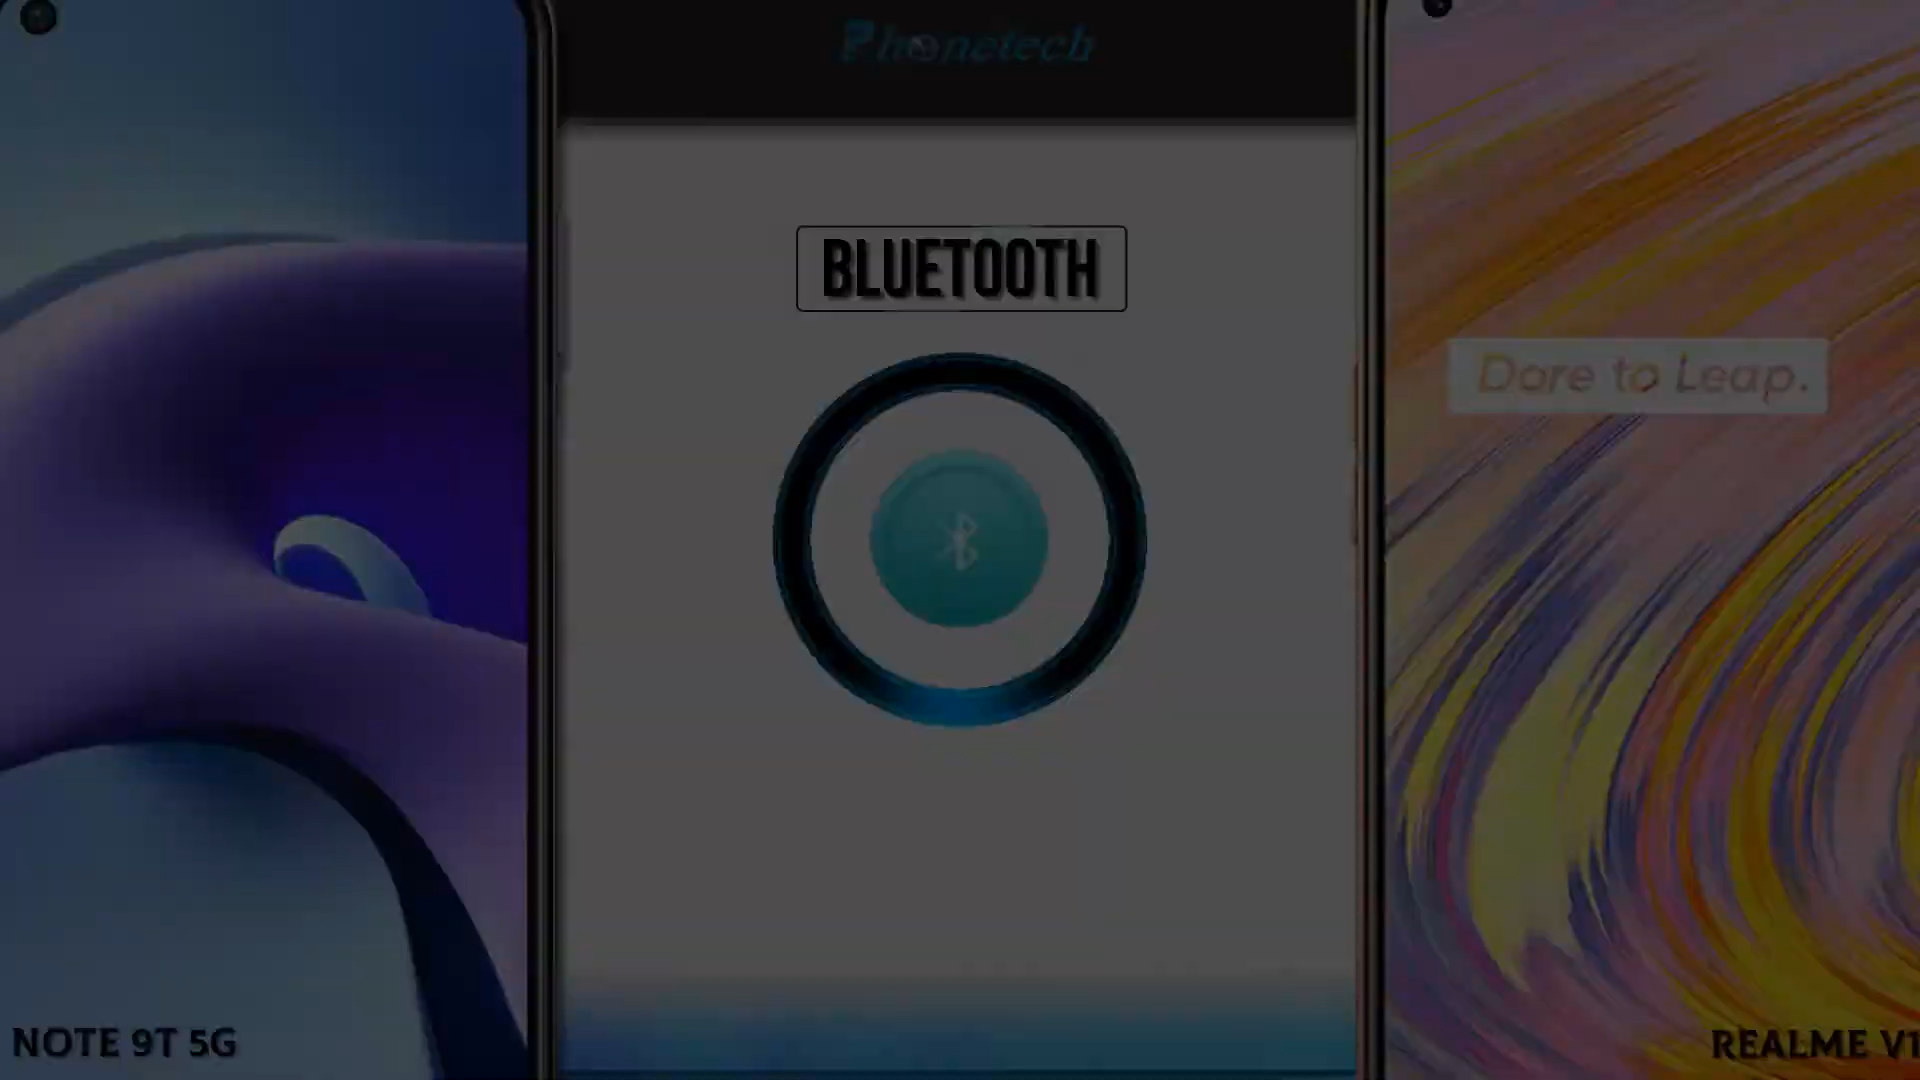 Phonetech
BLUETOOTH
Dare to Leap.
NOTE 9T 5G
REALME V1